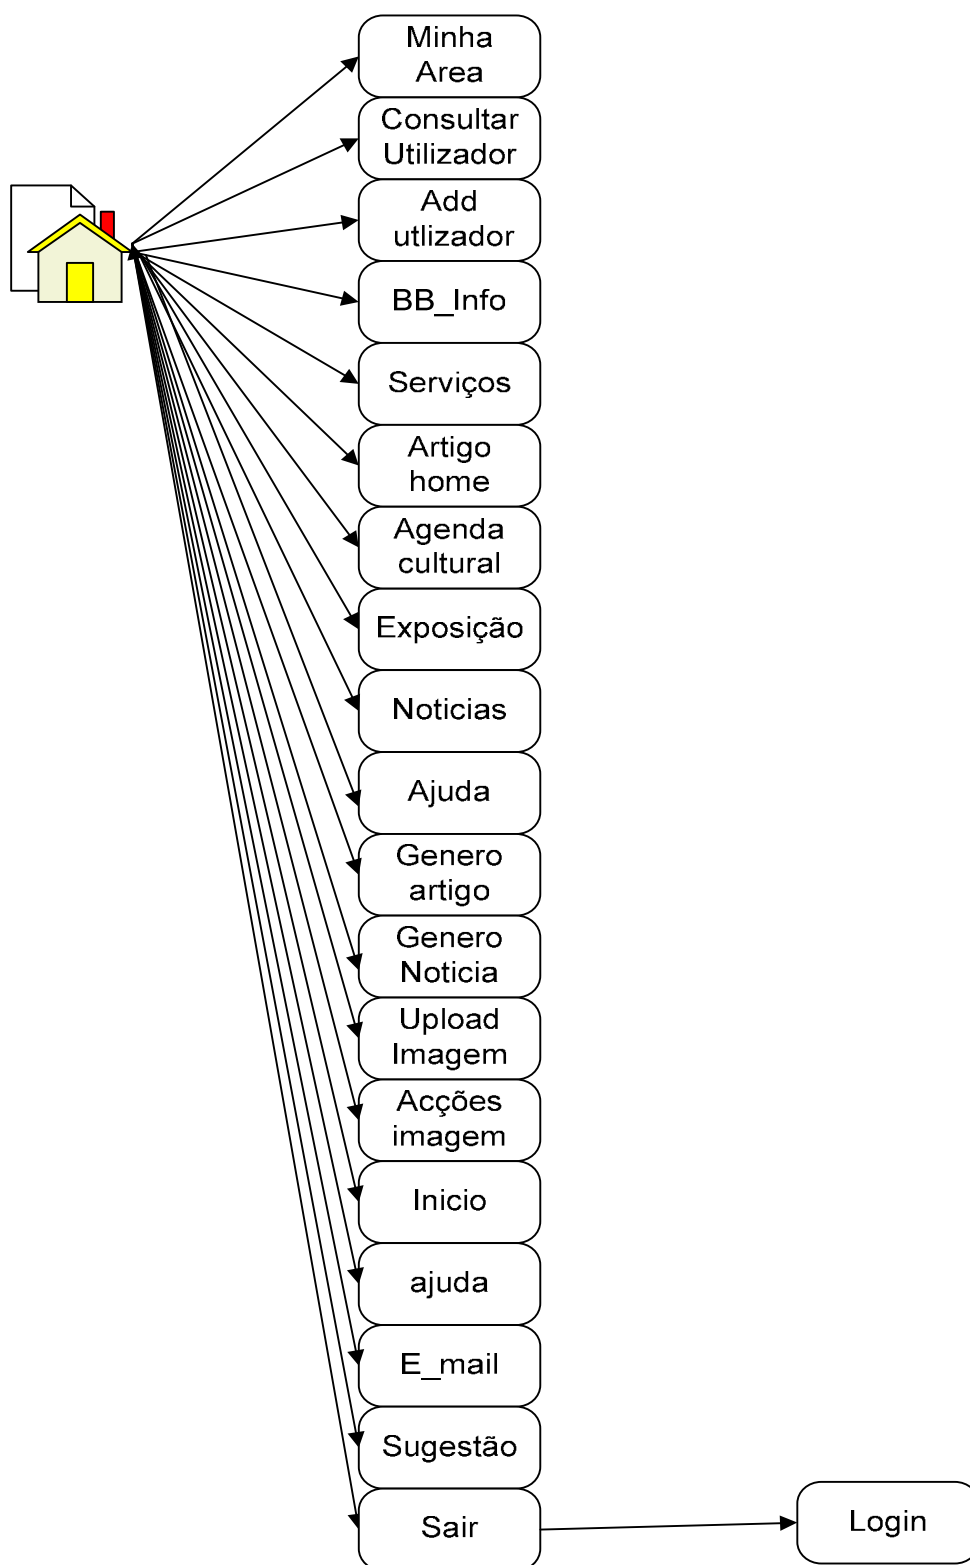 Minha
Area
Consultar
Utilizador
Add
utlizador
BB_Info
Serviços
Artigo
home
Agenda
cultural
Exposição
Noticias
Ajuda
Genero
artigo
Genero
Noticia
Upload
Imagem
Acções
imagem
Inicio
ajuda
E_mail
Sugestão
Sair
Login